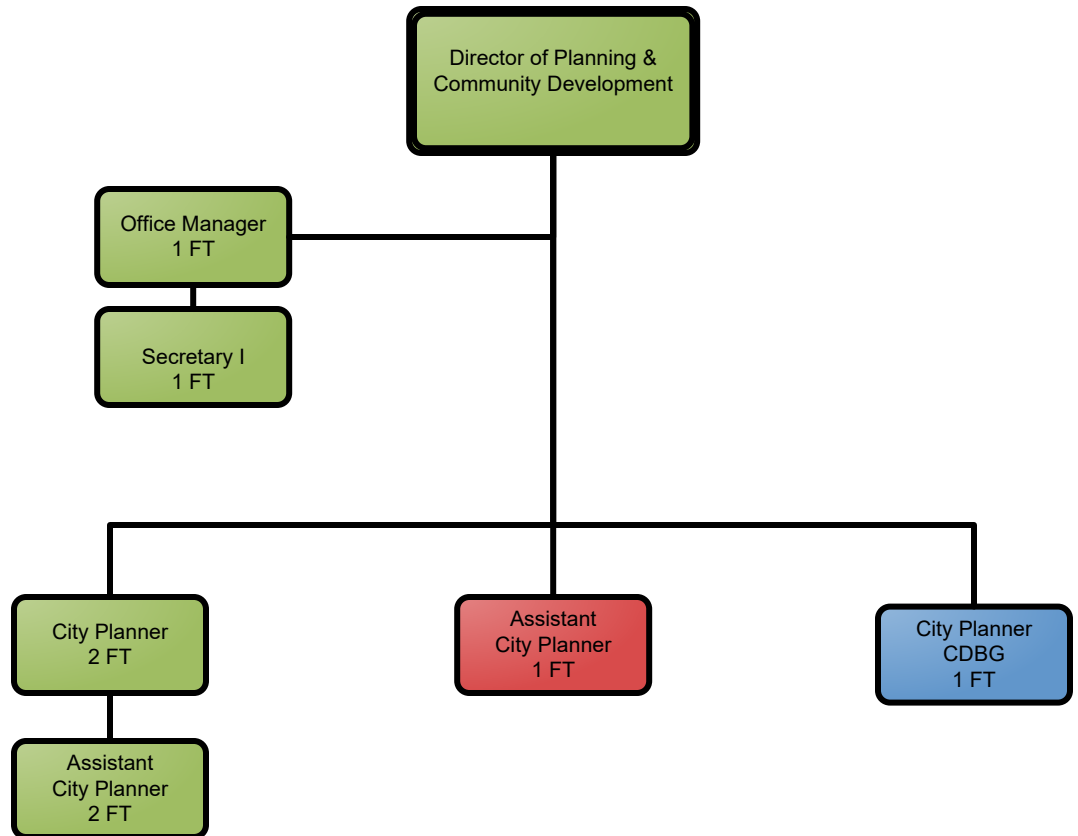 Director of Planning &
Community Development
Office Manager
1 FT
Secretary I
1 FT
City Planner
2 FT
Assistant
City Planner
2 FT
Assistant
City Planner
1 FT
City Planner
CDBG
1 FT